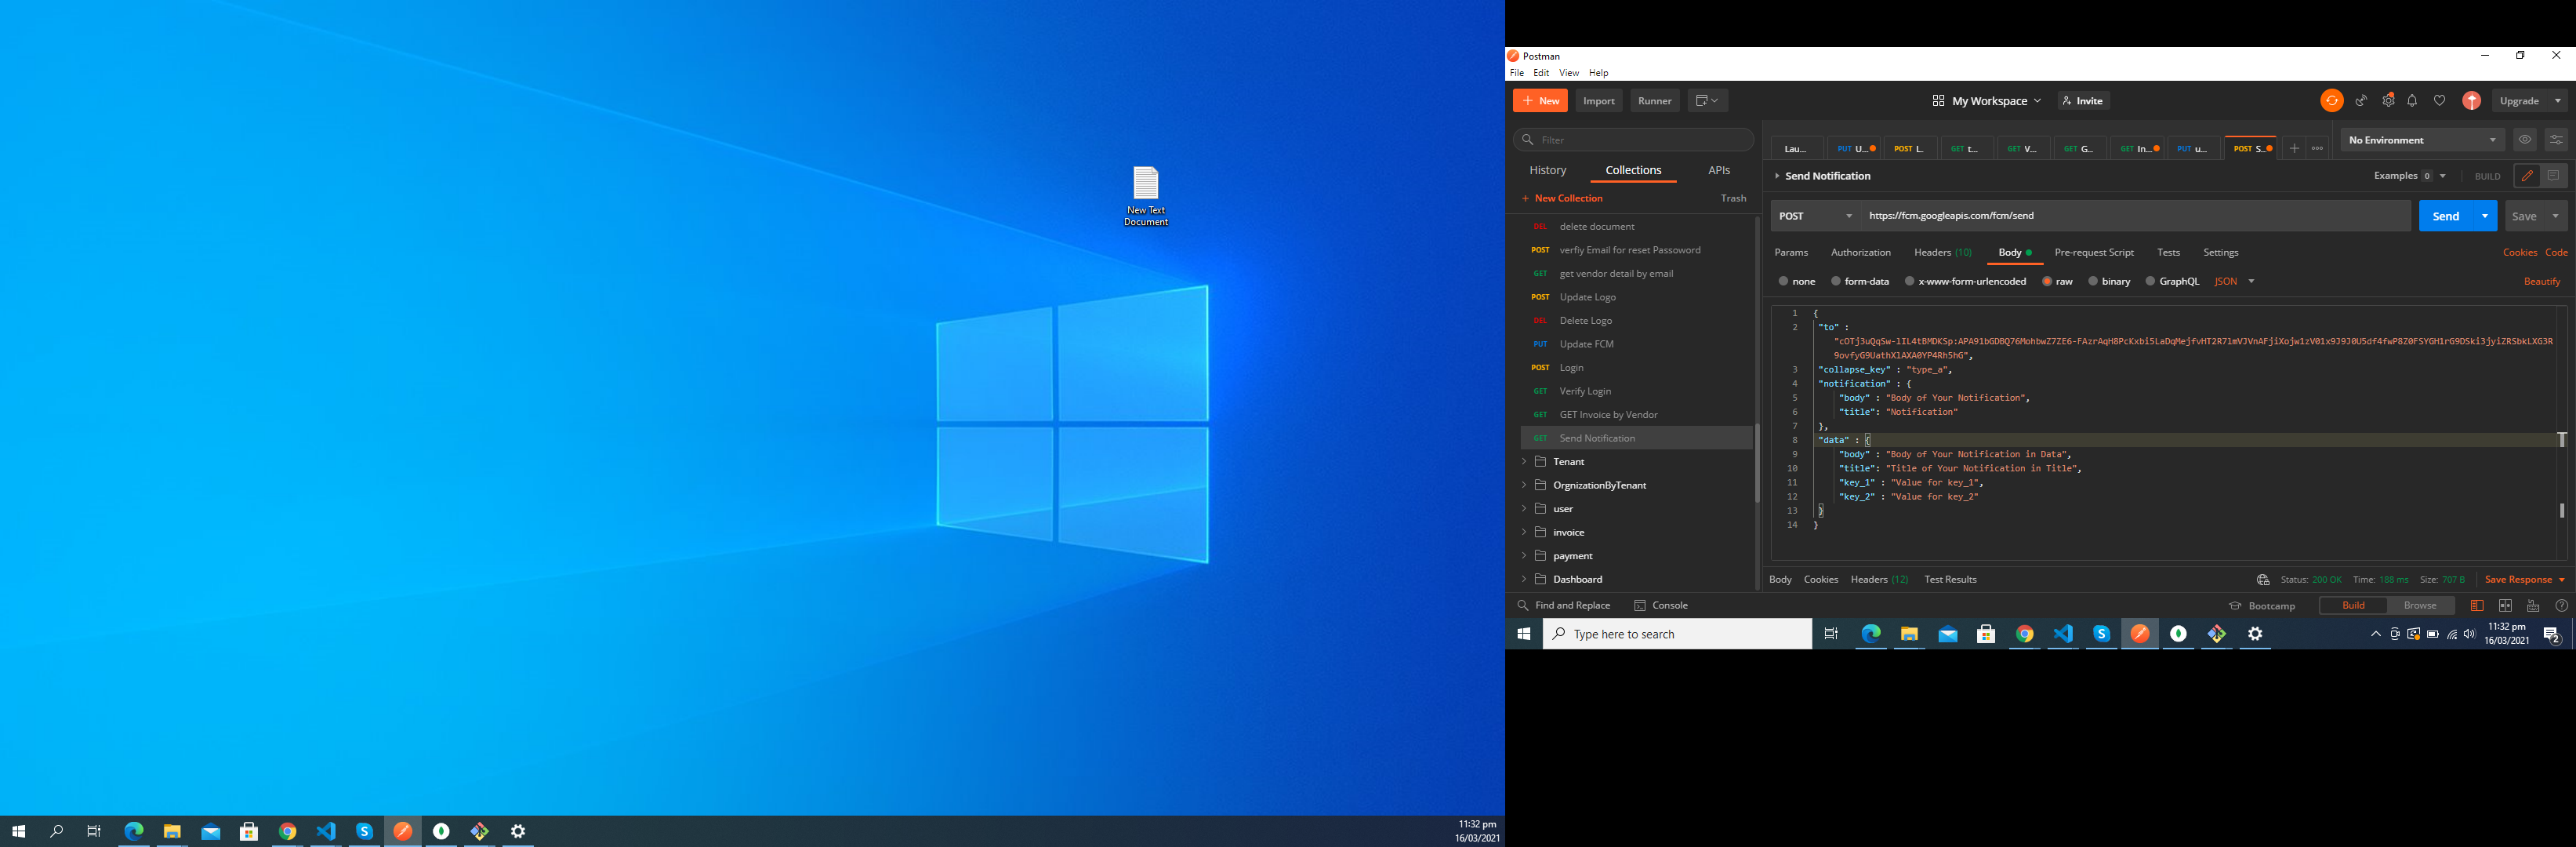 New Text
Document
11:32 pm
16/03/2021
Postman
File Edit View Help
New Import Runner
My Workspace Invite
Upgrade
Filter
History Collections APIs
+ New Collection Trash
DEL delete document
POST verfiy Email for reset Passoword
GET get vendor detail by email
POST Update Logo
DEL Delete Logo
PUT Update FCM
POST Login
GET Verify Login
GET GET Invoice by Vendor
GET Send Notification
Tenant
OrgnizationByTenant
user
invoice
payment
Dashboard
Lau... PUT U... POST L. GET t... GET V... GET G... GET In... PUT u... POST S...
No Environment
Send Notification
Examples 0 BUILD
POST https://fcm.googleapis.com/fcm/send
Send Save
Params Authorization Headers (10) Body Pre-request Script Tests Settings Cookies Code
none form-data x-www-form-urlencoded raw binary GraphQL JSON Beautify
1 {
2 "to" :
3 "collapse_key" : "type_a",
4 "notification" : {
5 "body" : "Body of Your Notification",
6 "title": "Notification"
7 },
8 "data" : {
9 "body" : "Body of Your Notification in Data",
10 "title": "Title of Your Notification in Title",
11 "key_1" : "Value for key_1",
12 "key_2" : "Value for key_2"
13 }
14 }
Body Cookies Headers (12) Test Results
Status: 200 OK Time: 188 ms Size: 707 B Save Response
Find and Replace Console
Bootcamp Build Browse
Type here to search
11:32 pm
16/03/2021
2